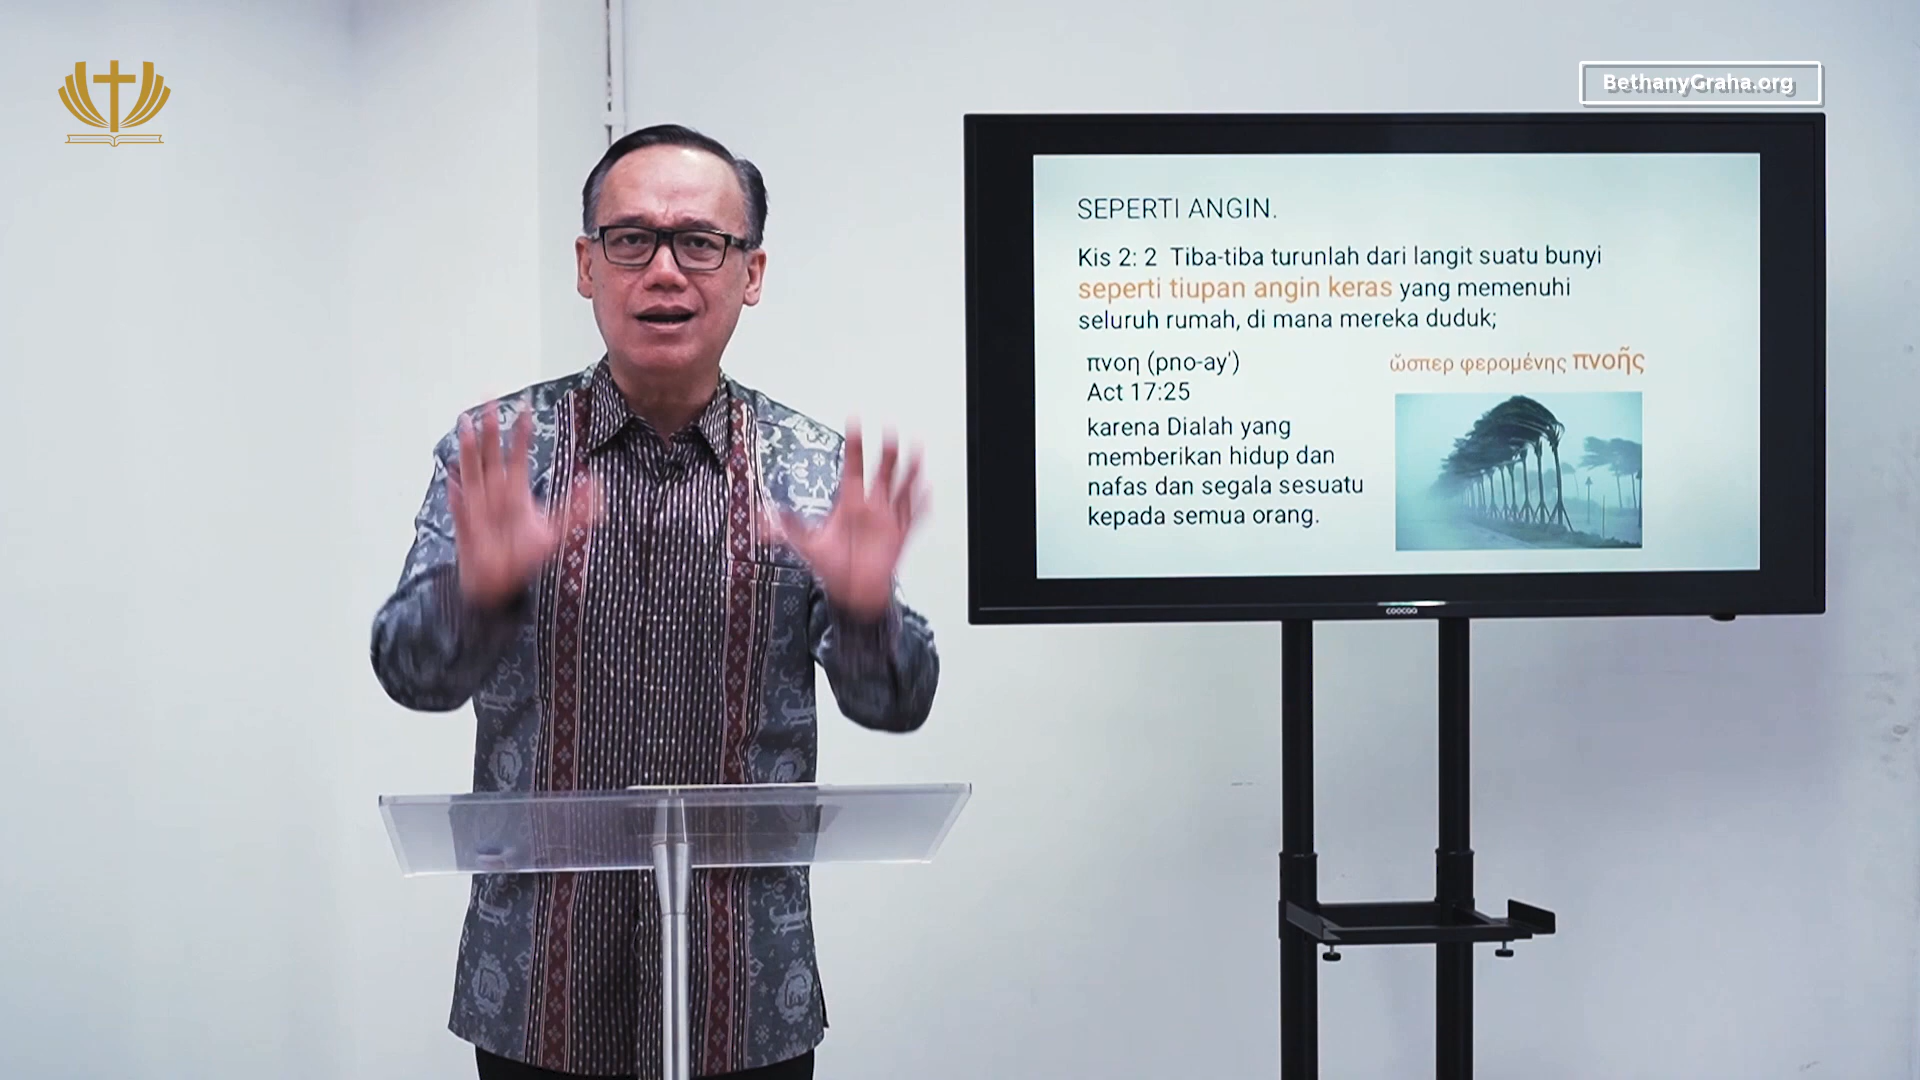 BethanyGraha.org
SEPERTI ANGIN.
Kis 2: 2 Tiba-tiba turunlah dari langit suatu bunyi
seperti tiupan angin keras yang memenuhi
seluruh rumah, di mana mereka duduk;
πνοη (pno-ay')
Act 17:25
karena Dialah yang
memberikan hidup dan
nafas dan segala sesuatu
kepada semua orang.
ὥσπερ φερομένης πνοῆς
coocaa